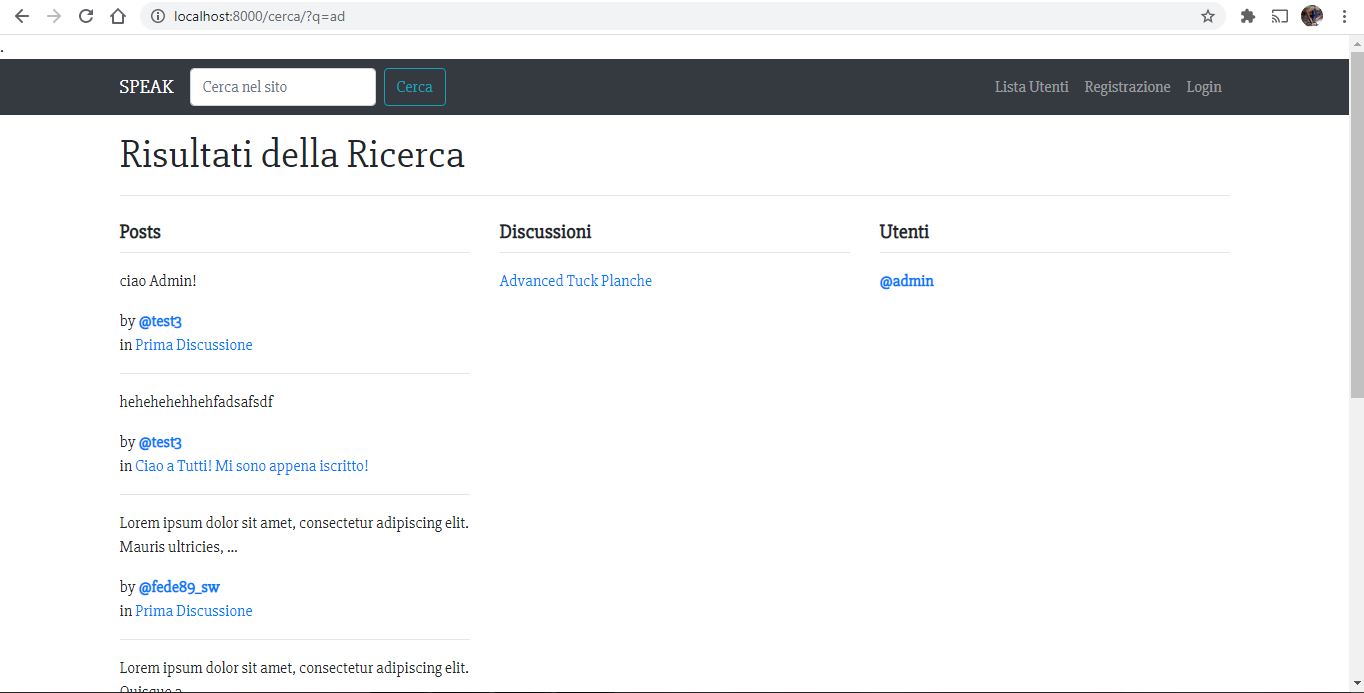 localhost:8000/cerca/?q=ad
.
SPEAK Cerca nel sito Cerca Lista Utenti Registrazione Login
Risultati della Ricerca
Posts
ciao Admin!
by @test3
in Prima Discussione
hehehehehhehfadsafsdf
by @test3
in Ciao a Tutti! Mi sono appena iscritto!
Lorem ipsum dolor sit amet, consectetur adipiscing elit.
Mauris ultricies, ...
by @fede89_sw
in Prima Discussione
Lorem ipsum dolor sit amet, consectetur adipiscing elit.
Quisque a
Discussioni
Advanced Tuck Planche
Utenti
@admin